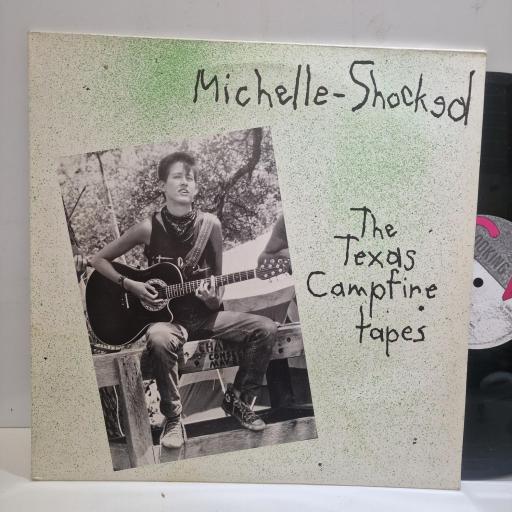 Michelle-Shocked
The
Texas
Campfire
tapes